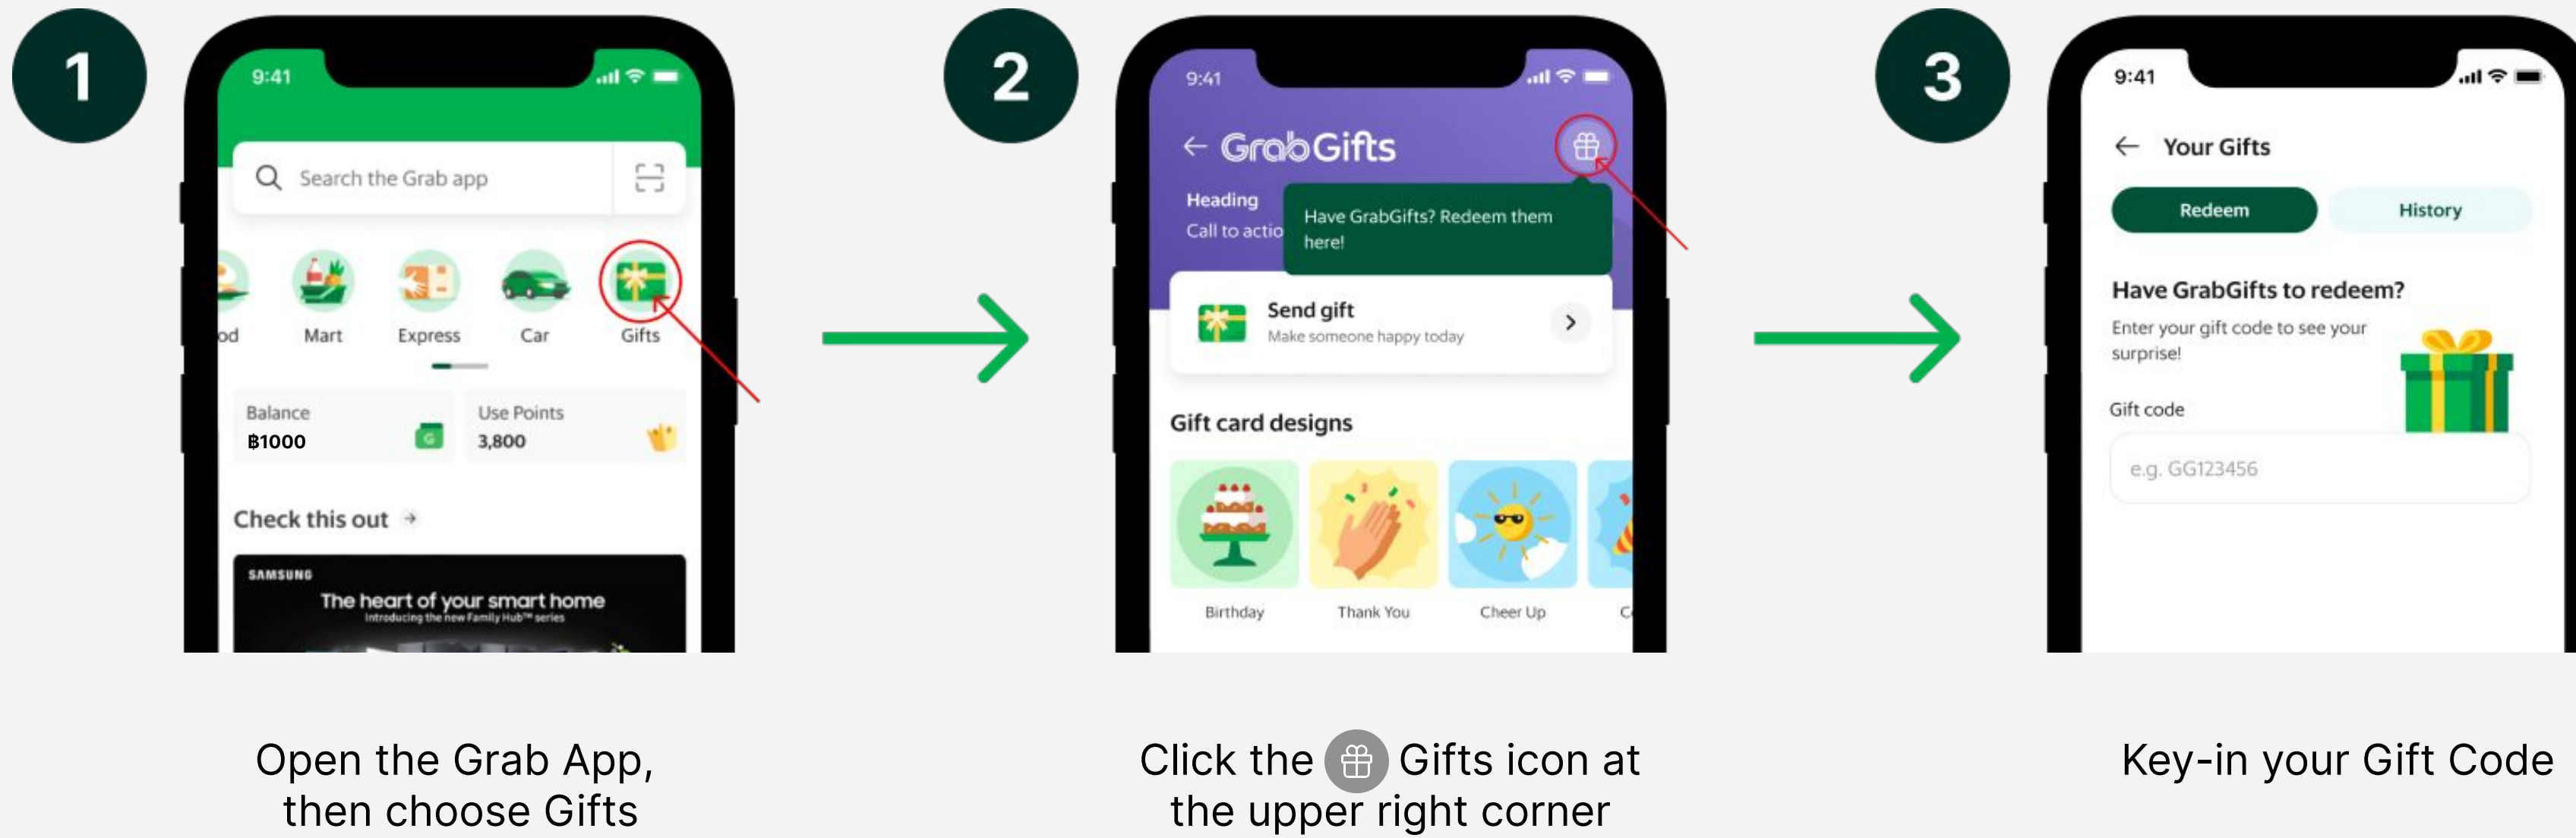 1
9:41
Search the Grab app
od
Mart
Express
Car
Gifts
Balance
฿1000
G
Use Points
3,800
Check this out
SAMSUNG
The heart of your smart home
Introducing the new Family Hub™ series
Open the Grab App,
then choose Gifts
2
9:41
GrabGifts
Heading
Call to actio
Have GrabGifts? Redeem them
here!
Send gift
Make someone happy today
Gift card designs
Birthday
Thank You
Cheer Up
C
Click the Gifts icon at
the upper right corner
3
9:41
Your Gifts
Redeem
History
Have GrabGifts to redeem?
Enter your gift code to see your
surprise!
Gift code
e.g. GG123456
Key-in your Gift Code